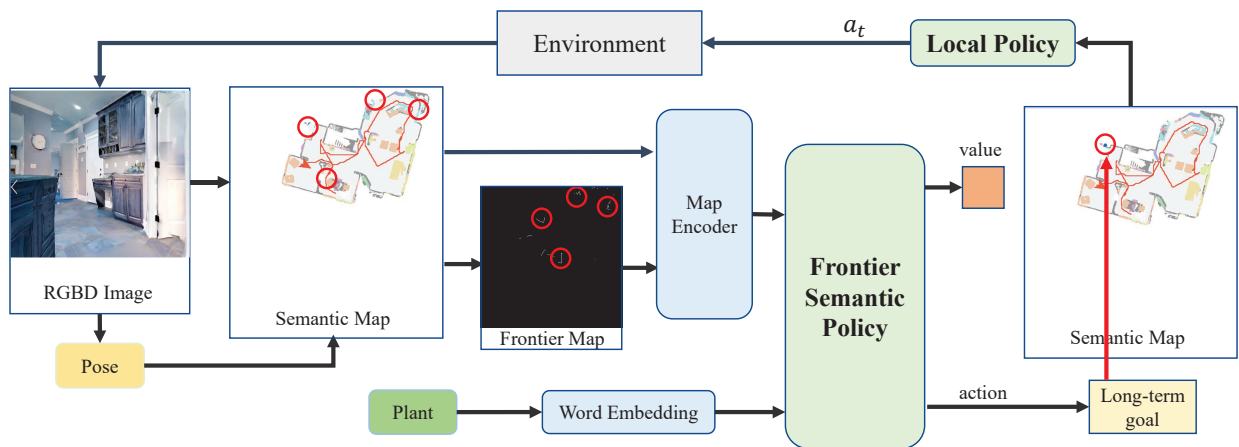 Environment
a_t
Local Policy
RGBD Image
Semantic Map
Frontier Map
Map
Encoder
Frontier
Semantic
Policy
value
Semantic Map
Pose
Plant
Word Embedding
action
Long-term
goal